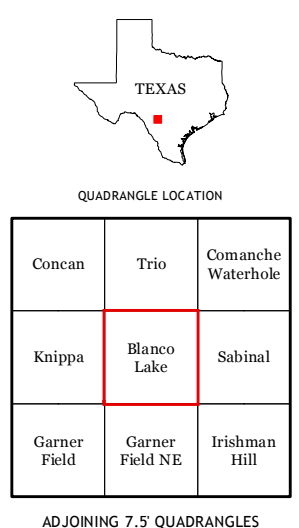 TEXAS
QUADRANGLE LOCATION
Concan
Trio
Comanche
Waterhole
Knippa
Blanco
Lake
Sabinal
Garner
Field
Garner
Field NE
Irishman
Hill
ADJOINING 7.5' QUADRANGLES